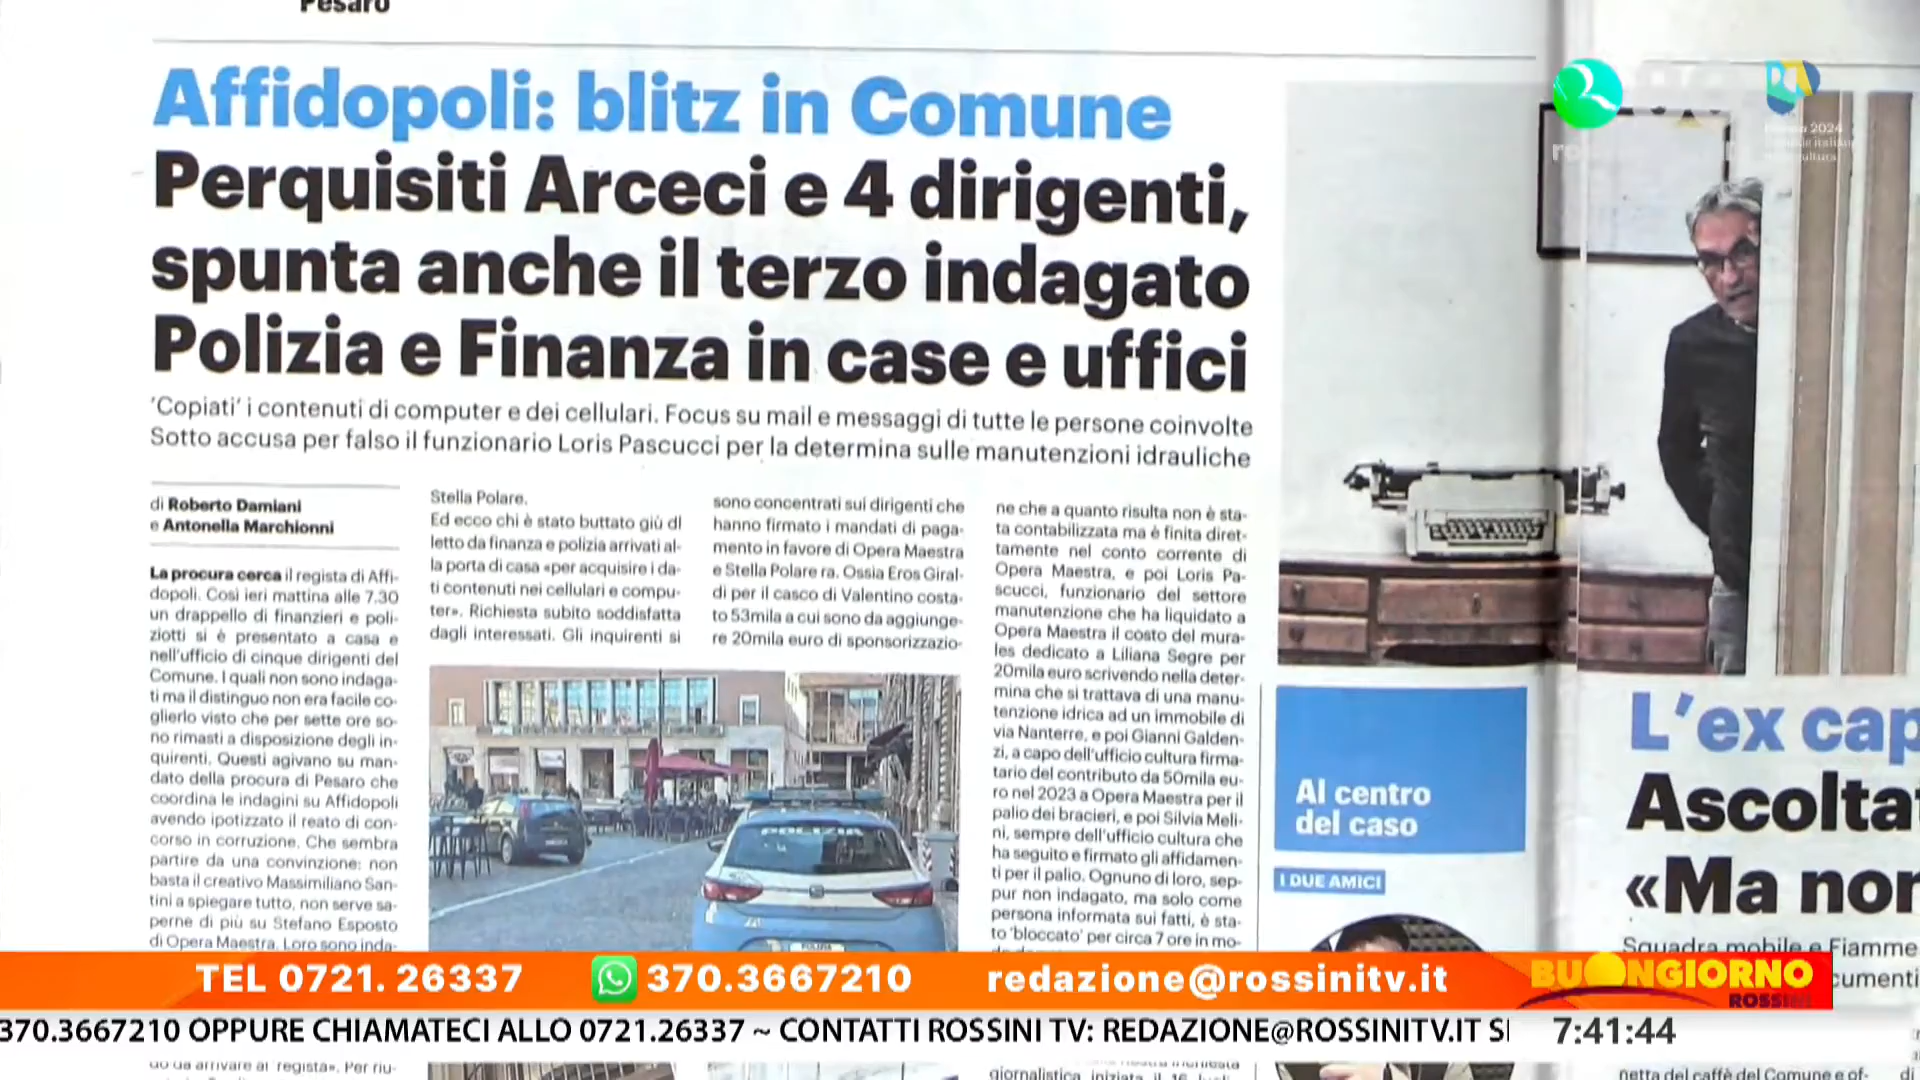 Pesaro
Affidopoli: blitz in Comune
Perquisiti Arceci e 4 dirigenti,
spunta anche il terzo indagato
Polizia e Finanza in case e uffici
'Copiati' i contenuti di computer e dei cellulari. Focus su mail e messaggi di tutte le persone coinvolte
Sotto accusa per falso il funzionario Loris Pascucci per la determina sulle manutenzioni idrauliche
di Roberto Damiani
e Antonella Marchionni
La procura cerca il regista di Affi-
dopoli. Così ieri mattina alle 7.30
un drappello di finanzieri e poli-
ziotti si è presentato a casa e
nell'ufficio di cinque dirigenti del
Comune. I quali non sono indaga-
ti ma il distinguo non era facile co-
glierlo visto che per sette ore so-
no rimasti a disposizione degli in-
quirenti. Questi agivano su man-
dato della procura di Pesaro che
coordina le indagini su Affidopoli
avendo ipotizzato il reato di con-
corso in corruzione. Che sembra
partire da una convinzione: non
basta il creativo Massimiliano San-
tini a spiegare tutto, non serve sa-
perne di più su Stefano Esposto
di Opera Maestra. Loro sono inda-
Stella Polare.
Ed ecco chi è stato buttato giù dl
letto da finanza e polizia arrivati al-
la porta di casa «per acquisire i da-
ti contenuti nei cellulari e compu-
ter». Richiesta subito soddisfatta
dagli interessati. Gli inquirenti si
sono concentrati sui dirigenti che
hanno firmato i mandati di paga-
mento in favore di Opera Maestra
e Stella Polare ra. Ossia Eros Giral-
di per il casco di Valentino costa-
to 53mila a cui sono da aggiunge-
re 20mila euro di sponsorizzazio-
ne che a quanto risulta non è sta-
ta contabilizzata ma è finita diret-
tamente nel conto corrente di
Opera Maestra, e poi Loris Pa-
scucci, funzionario del settore
manutenzione che ha liquidato a
Opera Maestra il costo del mura-
les dedicato a Liliana Segre per
20mila euro scrivendo nella deter-
mina che si trattava di una manu-
tenzione idrica ad un immobile di
via Nanterre, e poi Gianni Galden-
zi, a capo dell'ufficio cultura firma-
tario del contributo da 50mila eu-
ro nel 2023 a Opera Maestra per il
palio dei bracieri, e poi Silvia Meli-
ni, sempre dell'ufficio cultura che
ha seguito e firmato gli affidamen-
ti per il palio. Ognuno di loro, sep-
pur non indagato, ma solo come
persona informata sui fatti, è sta-
to 'bloccato' per circa 7 ore in mo-
POLIZIA
POLIZIA
Al centro
del caso
I DUE AMICI
L'ex cap
Ascolta
«Ma non
Squadra mobile e Fiamme
cumenti
2024
TEL 0721. 26337
370.3667210
redazione@rossinitv.it
BUONGIORNO
ROSSINI
370.3667210 OPPURE CHIAMATECI ALLO 0721.26337 ~ CONTATTI ROSSINI TV: REDAZIONE@ROSSINITV.IT SI
7:41:44
do da arrivare al 'regista». Per riu-
netta del caffè del Comune e of-
di